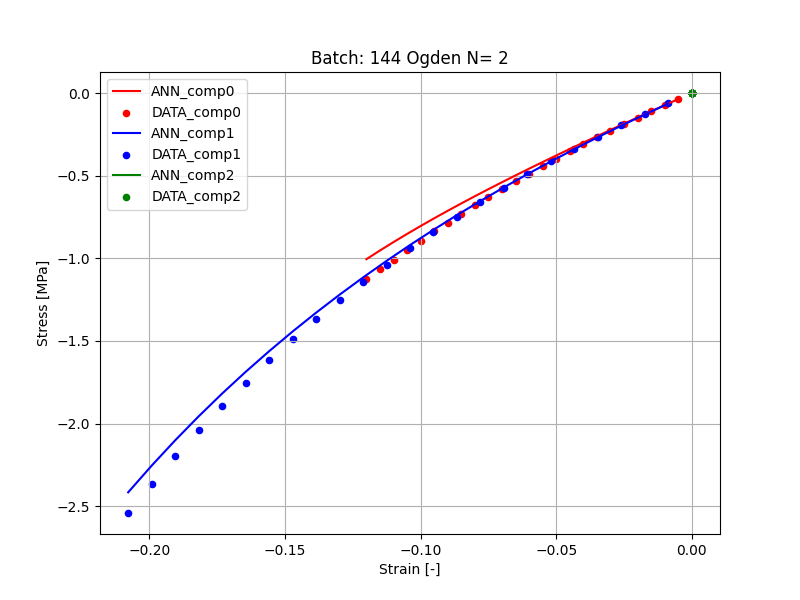 Batch: 144 Ogden N= 2
ANN_comp0
DATA_comp0
ANN_comp1
DATA_comp1
ANN_comp2
DATA_comp2
0.0
−0.5
−1.0
−1.5
−2.0
−2.5
Stress [MPa]
−0.20 −0.15 −0.10 −0.05 0.00
Strain [-]